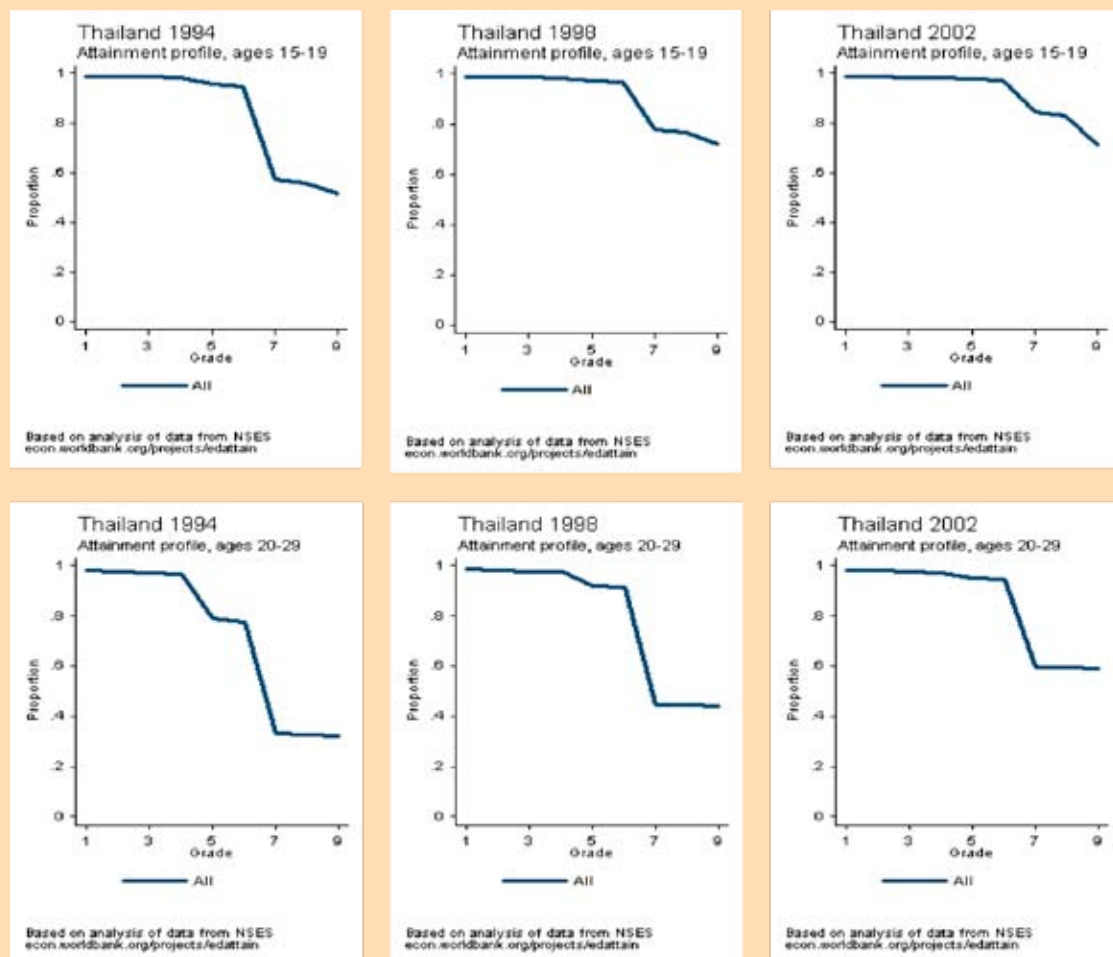 Thailand 1994
Attainment profile, ages 15-19
1
.8
.6
.4
.2
0
Proportion
1 3 5 7 9
Grade
All
Based on analysis of data from NSES
econ.worldbank.org/projects/edattain
Thailand 1998
Attainment profile, ages 15-19
1
.8
.6
.4
.2
0
Proportion
1 3 5 7 9
Grade
All
Based on analysis of data from NSES
econ.worldbank.org/projects/edattain
Thailand 2002
Attainment profile, ages 15-19
1
.8
.6
.4
.2
0
Proportion
1 3 5 7 9
Grade
All
Based on analysis of data from NSES
econ.worldbank.org/projects/edattain
Thailand 1994
Attainment profile, ages 20-29
1
.8
.6
.4
.2
0
Proportion
1 3 5 7 9
Grade
All
Based on analysis of data from NSES
econ.worldbank.org/projects/edattain
Thailand 1998
Attainment profile, ages 20-29
1
.8
.6
.4
.2
0
Proportion
1 3 5 7 9
Grade
All
Based on analysis of data from NSES
econ.worldbank.org/projects/edattain
Thailand 2002
Attainment profile, ages 20-29
1
.8
.6
.4
.2
0
Proportion
1 3 5 7 9
Grade
All
Based on analysis of data from NSES
econ.worldbank.org/projects/edattain